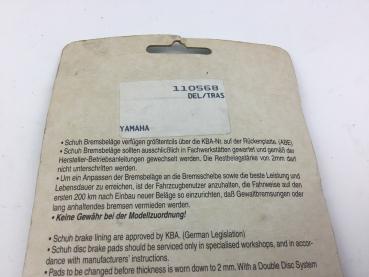 110568
DEL/TRAS
YAMAHA
• Schuh Bremsbeläge verfügen größtenteils über die KBA-Nr. auf der Rückenplatte. (ABE).
• Schuh Bremsbeläge sollten ausschließlich in Fachwerkstätten gewartet und gemäß der
Hersteller-Betriebsanleitungen gewechselt werden. Die Restbelagstärke von 2mm darf
nicht unterschritten werden.
• Um ein Anpassen der Bremsbeläge an die Bremsscheibe sowie die beste Leistung und
Lebensdauer zu erreichen, ist der Fahrzeugbenutzer anzuhalten, die Fahrweise auf den
ersten 200 km nach Einbau neuer Beläge so einzurichten, daß Gewaltbremsungen oder
lang anhaltendes bremsen vermieden werden.
• Keine Gewähr bei der Modellzuordnung!
• Schuh brake lining are approved by KBA. (German Legislation)
• Schuh disc brake pads should be serviced only in specialised workshops, and in accor-
dance with manufacturers' instructions.
• Pads to be changed before thickness is worn down to 2 mm. With a Double Disc System